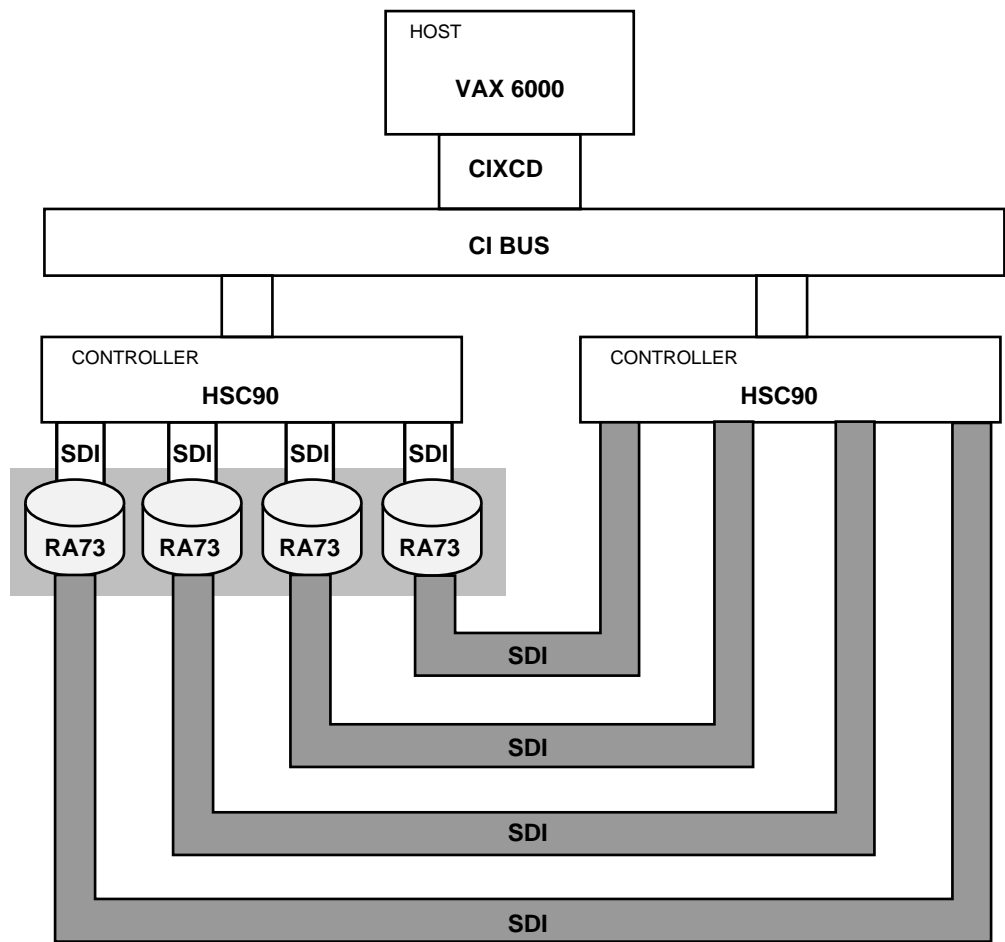 HOST
VAX 6000
CIXCD
CI BUS
CONTROLLER
HSC90
CONTROLLER
HSC90
SDI SDI SDI SDI
RA73 RA73 RA73 RA73
SDI
SDI
SDI
SDI